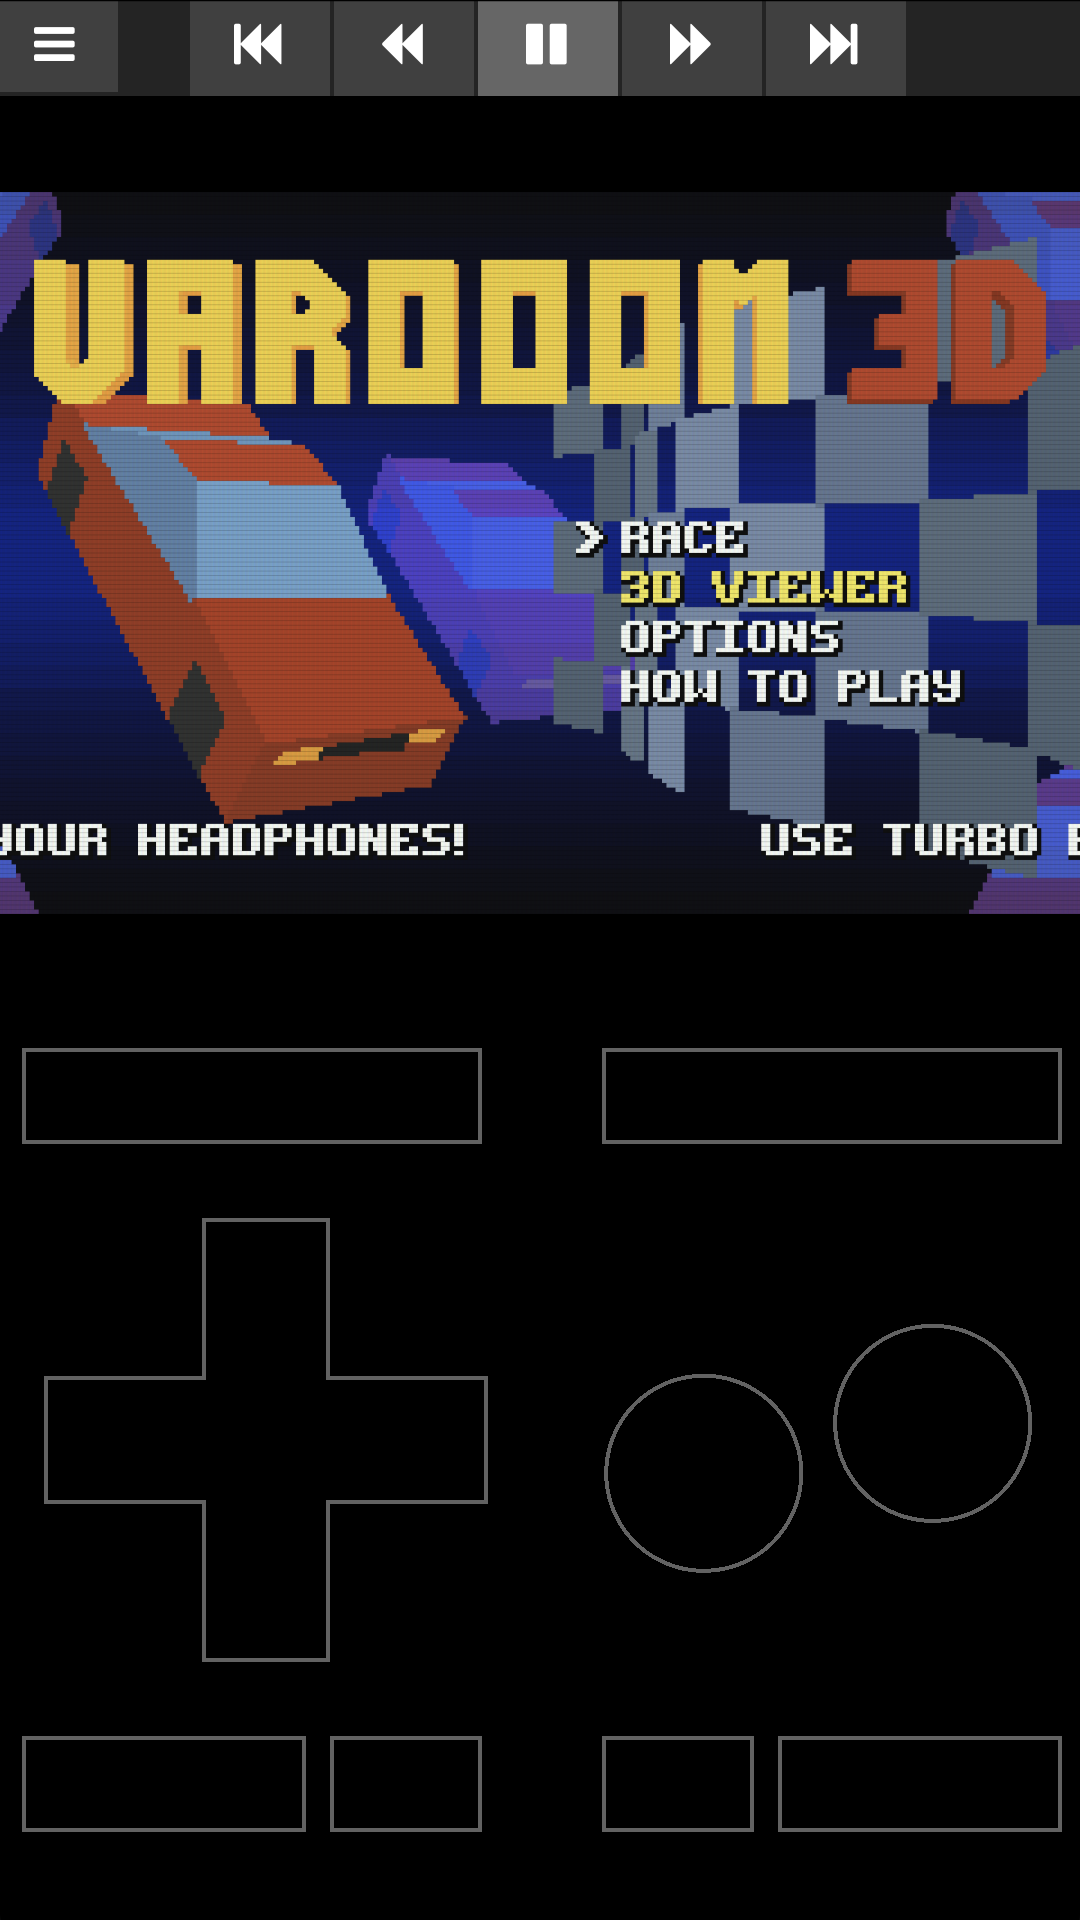 VAROOOM 3D
> RACE
3D VIEWER
OPTIONS
HOW TO PLAY
YOUR HEADPHONES! USE TURBO